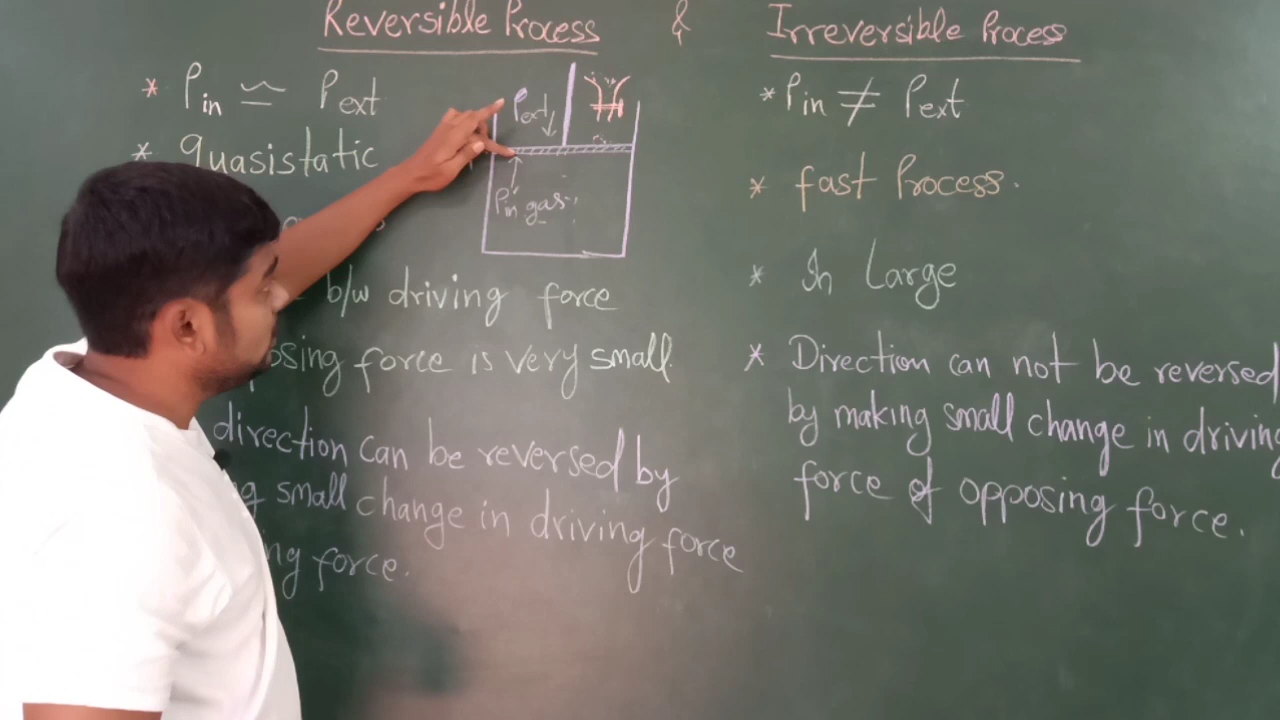 Reversible Process & Irreversible Process
* Pin ≃ Pext
* quasistatic
b/w driving force
posing force is very small.
direction can be reversed by
ng small change in driving force
ng force.
Pext ↓
↑
Pin gas
* Pin ≠ Pext
* fast Process.
* In Large
* Direction can not be reversed
by making small change in driving
force of opposing force.